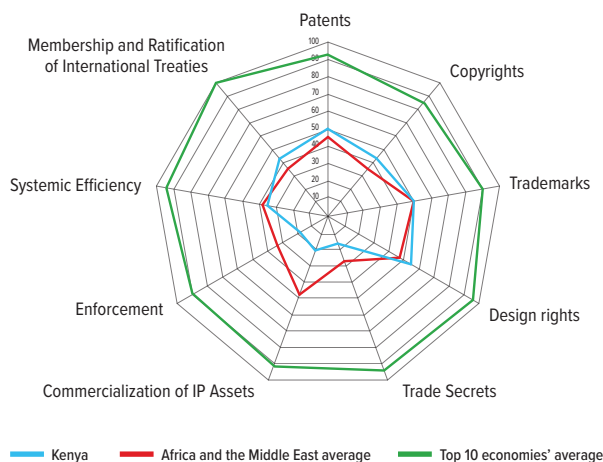 Patents
Membership and Ratification
of International Treaties
Copyrights
100
90
80
70
60
50
40
30
20
10
Systemic Efficiency
Trademarks
Enforcement
Design rights
Commercialization of IP Assets
Trade Secrets
Kenya
Africa and the Middle East average
Top 10 economies' average